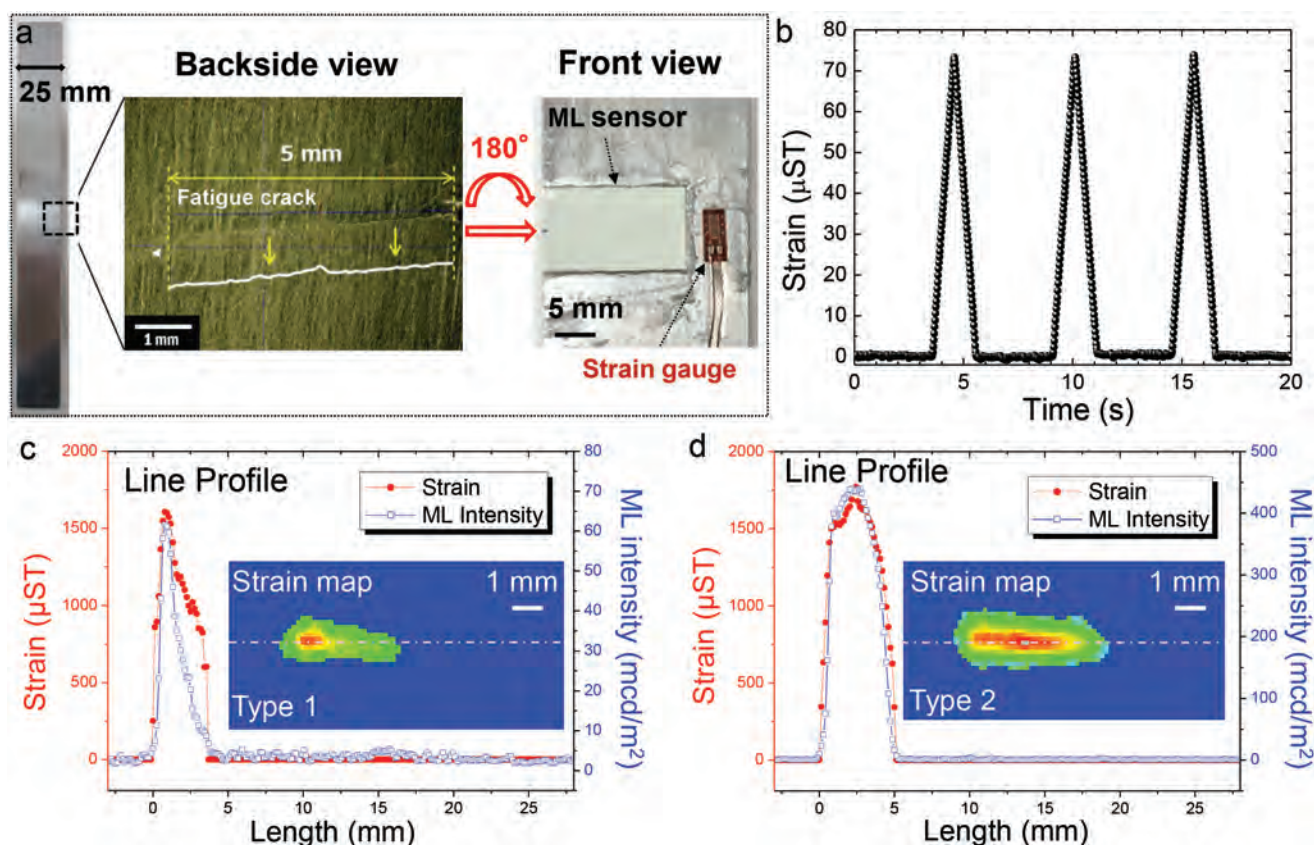 a
25 mm
Backside view
5 mm
Fatigue crack
1 mm
180°
Front view
ML sensor
5 mm
Strain gauge
b
80
70
60
50
40
30
20
10
0
Strain (µST)
0 5 10 15 20
Time (s)
c
Line Profile
Strain
ML Intensity
2000
1500
1000
500
0
Strain (µST)
80
70
60
50
40
30
20
10
0
ML intensity (mcd/m²)
Strain map
1 mm
Type 1
0 5 10 15 20 25
Length (mm)
d
Line Profile
Strain
ML Intensity
2000
1500
1000
500
0
Strain (µST)
500
400
300
200
100
0
ML intensity (mcd/m²)
Strain map
1 mm
Type 2
0 5 10 15 20 25
Length (mm)